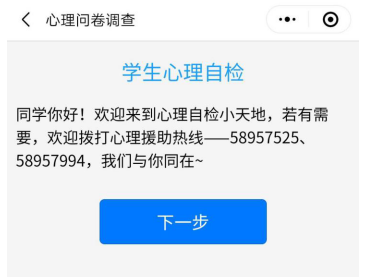 心理问卷调查
学生心理自检
同学你好！欢迎来到心理自检小天地，若有需
要，欢迎拨打心理援助热线——58957525、
58957994，我们与你同在~
下一步